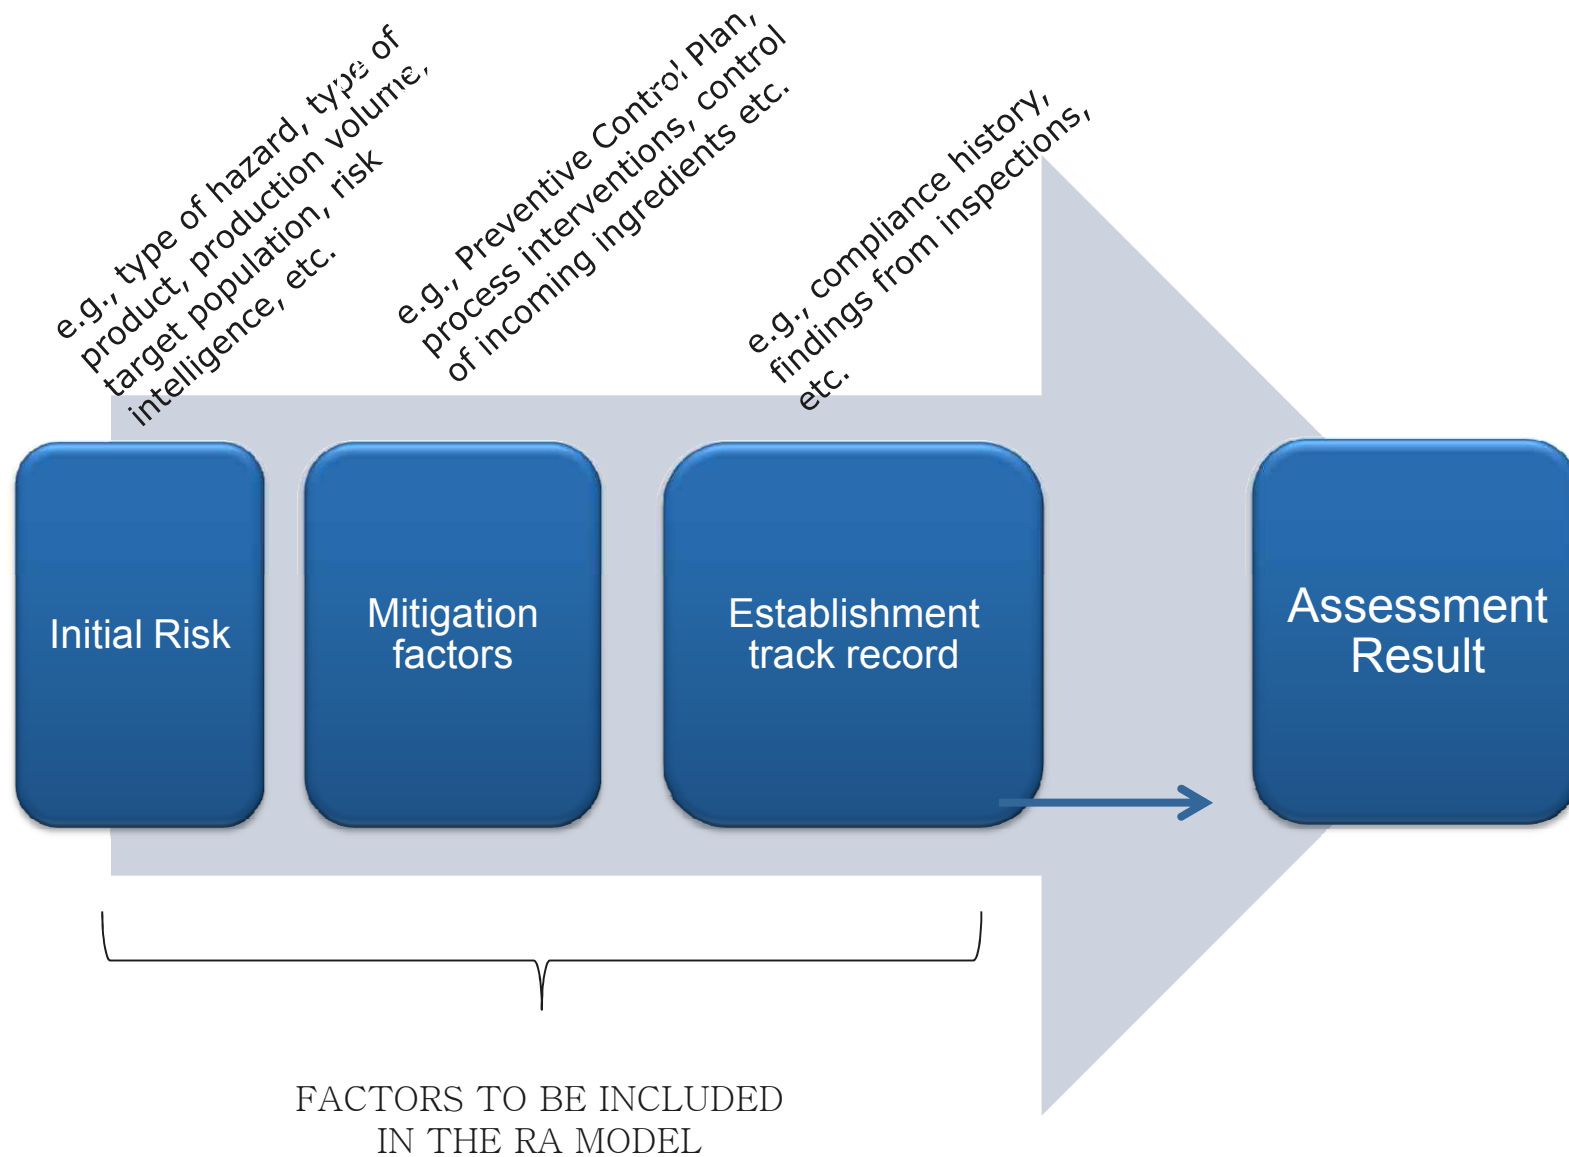 e.g., type of hazard, type of
product, production volume,
target population, risk
intelligence, etc.
e.g., Preventive Control Plan,
process interventions, control
of incoming ingredients etc.
e.g., compliance history,
findings from inspections,
etc.
Initial Risk
Mitigation
factors
Establishment
track record
Assessment
Result
FACTORS TO BE INCLUDED
IN THE RA MODEL